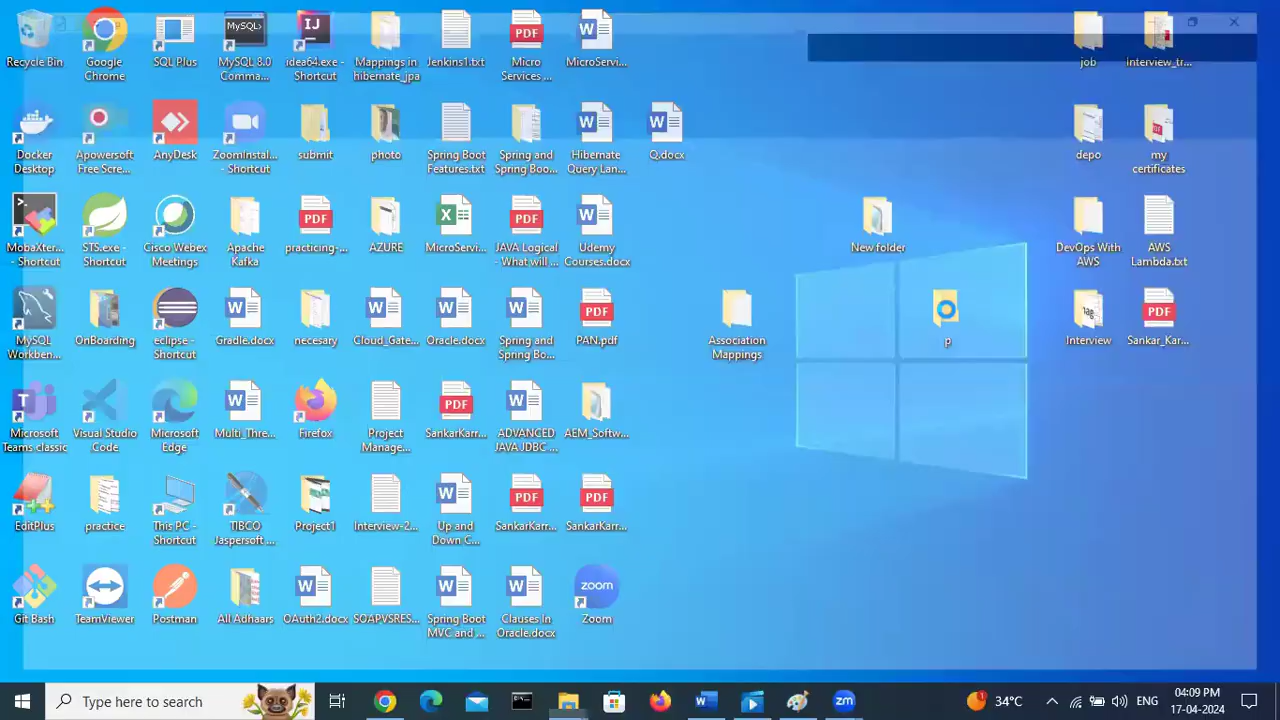 Recycle Bin
Google Chrome
SQL Plus
MySQL 8.0 Comma...
idea64.exe - Shortcut
Mappings in hibernate_jpa
Jenkins1.txt
Micro Services ...
MicroServi...
job
Interview_tr...
Docker Desktop
Apowersoft Free Scre...
AnyDesk
ZoomInstal... - Shortcut
submit
photo
Spring Boot Features.txt
Spring and Spring Boo...
Hibernate Query Lan...
Q.docx
depo
my certificates
MobaXter... - Shortcut
STS.exe - Shortcut
Cisco Webex Meetings
Apache Kafka
practicing-...
AZURE
MicroServi...
JAVA Logical - What will ...
Udemy Courses.docx
New folder
DevOps With AWS
AWS Lambda.txt
MySQL Workben...
OnBoarding
eclipse - Shortcut
Gradle.docx
necesary
Cloud_Gate...
Oracle.docx
Spring and Spring Bo...
PAN.pdf
Association Mappings
p
Interview
Sankar_Kar...
Microsoft Teams classic
Visual Studio Code
Microsoft Edge
Multi_Thre...
Firefox
Project Manage...
SankarKarr...
ADVANCED JAVA JDBC ...
AEM_Softw...
EditPlus
practice
This PC - Shortcut
TIBCO Jaspersoft ...
Project1
Interview-2...
Up and Down C...
SankarKarr...
SankarKarr...
Git Bash
TeamViewer
Postman
All Adhaars
OAuth2.docx
SOAPVSRES...
Spring Boot MVC and ...
Clauses In Oracle.docx
Zoom
Type here to search
34°C
ENG
04:09 PM
17-04-2024